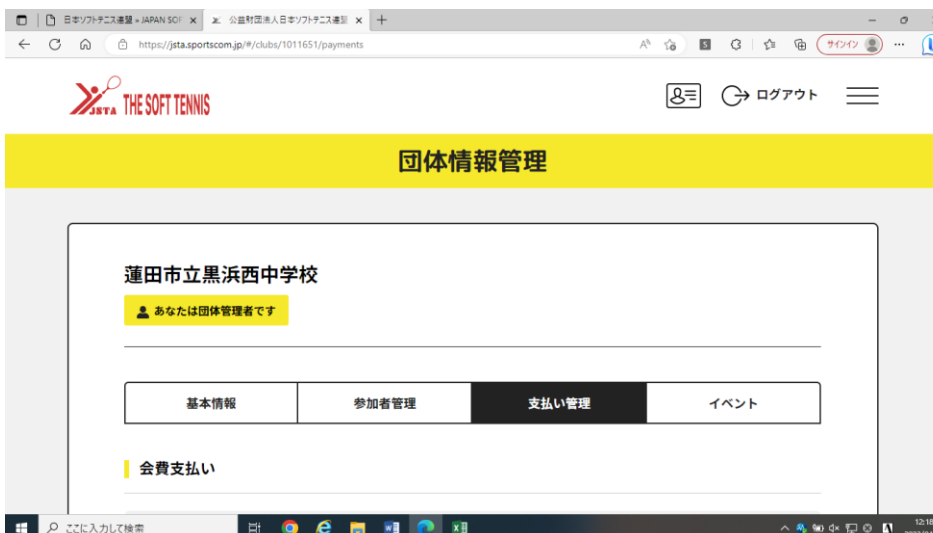 日本ソフトテニス連盟 » JAPAN SOF
公益財団法人日本ソフトテニス連盟
https://jsta.sportscom.jp/#/clubs/1011651/payments
サインイン
JSTA THE SOFT TENNIS
ログアウト
団体情報管理
蓮田市立黒浜西中学校
あなたは団体管理者です
基本情報
参加者管理
支払い管理
イベント
会費支払い
ここに入力して検索
12:18